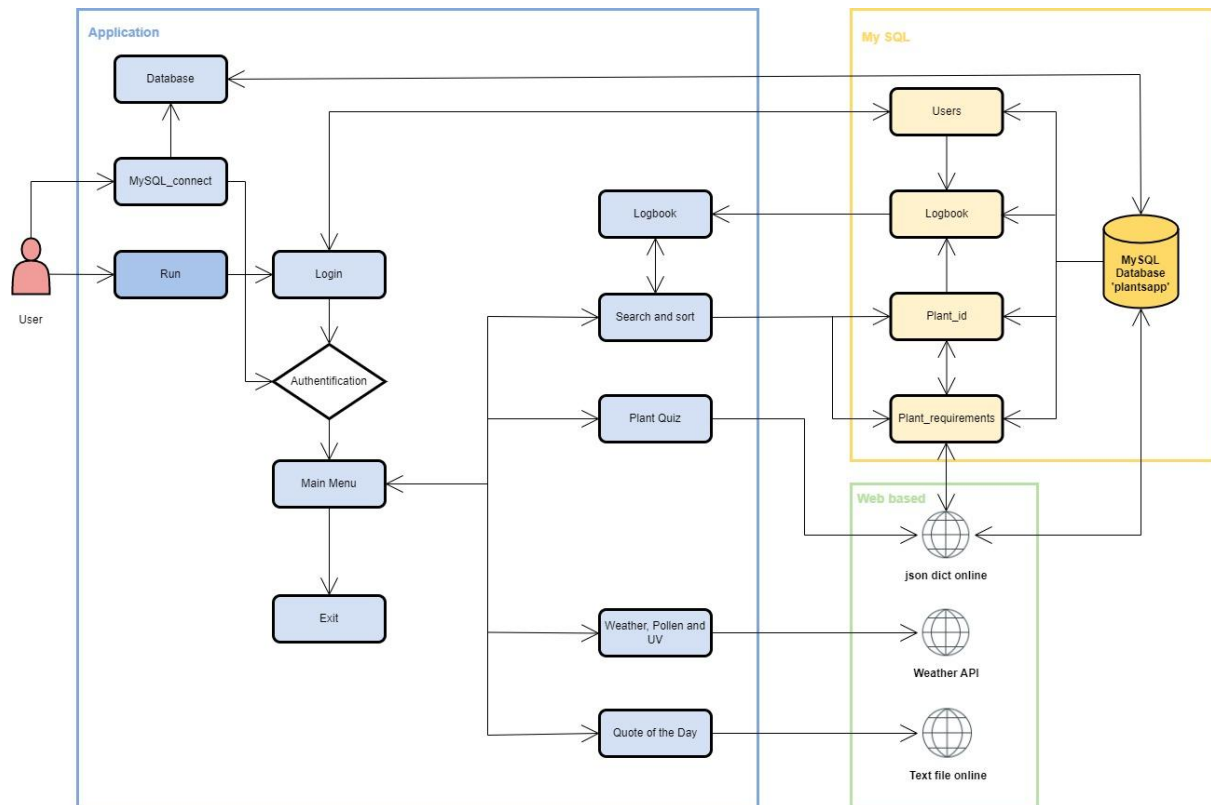 Application
My SQL
Database
Users
MySQL_connect
Logbook
Logbook
MySQL
Database
'plantsapp'
Run
Login
User
Search and sort
Plant_id
Authentification
Plant Quiz
Plant_requirements
Main Menu
Web based
json dict online
Exit
Weather, Pollen and
UV
Weather API
Quote of the Day
Text file online